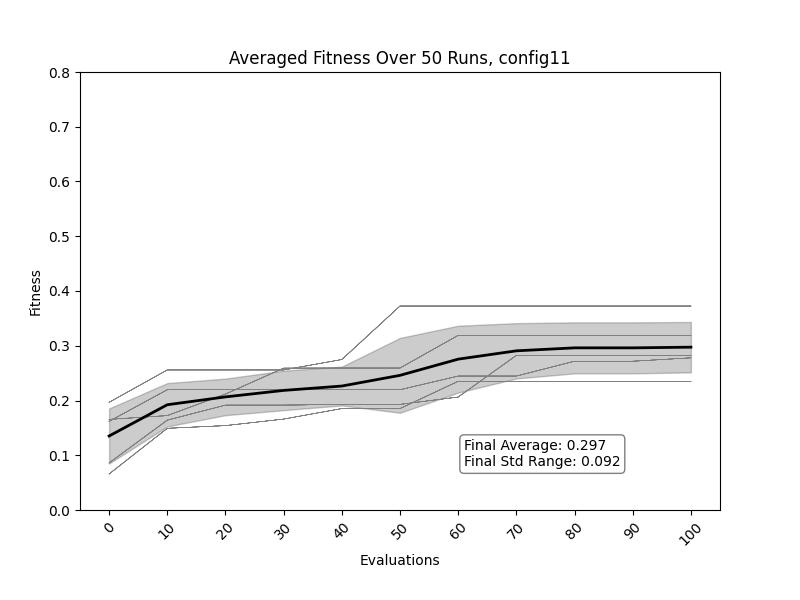 Averaged Fitness Over 50 Runs, config11
0.8
0.7
0.6
0.5
0.4
0.3
0.2
0.1
0.0
Fitness
Final Average: 0.297
Final Std Range: 0.092
0 10 20 30 40 50 60 70 80 90 100
Evaluations